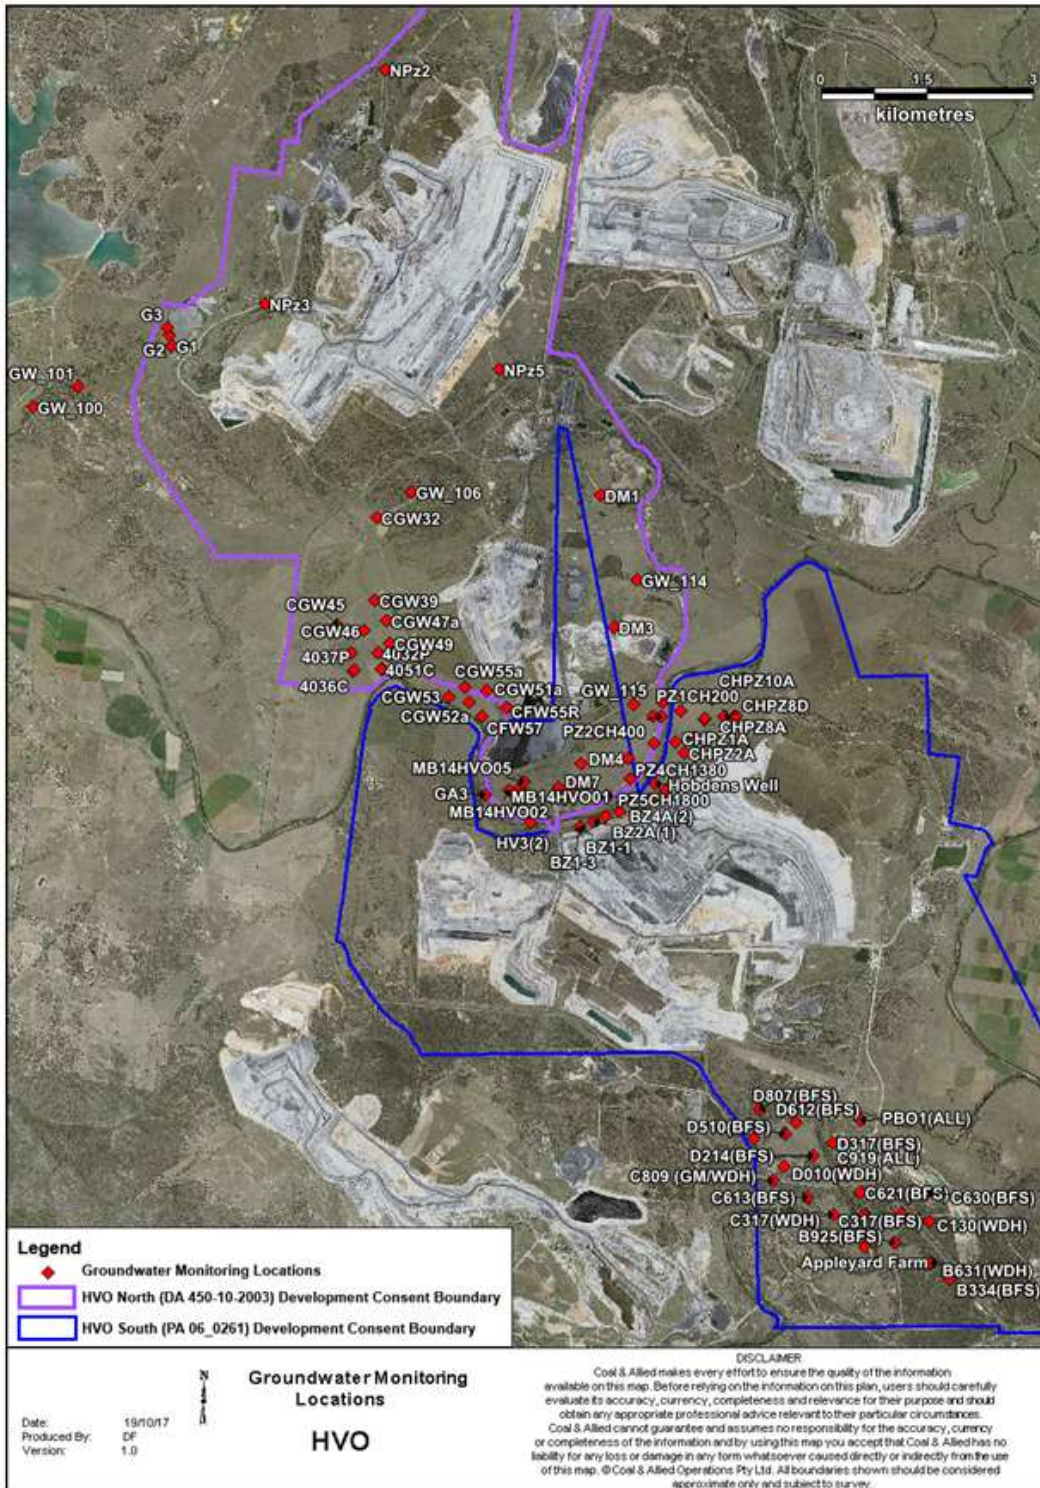 NPz2
0 1.5 3
kilometres
NPz3
G3
G2 G1
NPz5
GW_101
GW_100
GW_106
CGW32
DM1
GW_114
CGW45 CGW39
CGW46 CGW47a
CGW49
DM3
4037P 4032P
4036C 4051C
CGW55a
CGW53 CGW51a
CGW52a CFW55R
CFW57
GW_115 PZ1CH200
CHPZ10A
CHPZ8D
CHPZ8A
PZ2CH400
CHPZ1A
CHPZ2A
DM4
PZ4CH1380
MB14HVO05 DM7 Hobdens Well
GA3 MB14HVO01 PZ5CH1800
MB14HVO02 BZ4A(2)
BZ2A(1)
HV3(2) BZ1-1
BZ1-3
D807(BFS)
D612(BFS)
D510(BFS) PBO1(ALL)
D317(BFS)
D214(BFS) C919(ALL)
C809 (GM/WDH) D010(WDH)
C613(BFS) C621(BFS) C630(BFS)
C317(WDH) C317(BFS) C130(WDH)
B925(BFS)
Appleyard Farm
B631(WDH)
B334(BFS)
Legend
Groundwater Monitoring Locations
HVO North (DA 450-10-2003) Development Consent Boundary
HVO South (PA 06_0261) Development Consent Boundary
N
Groundwater Monitoring
Locations
HVO
Date: 19/10/17
Produced By: DF
Version: 1.0
DISCLAIMER
Coal & Allied makes every effort to ensure the quality of the information
available on this map. Before relying on the information on this plan, users should carefully
evaluate its accuracy, currency, completeness and relevance for their purpose and should
obtain any appropriate professional advice relevant to their particular circumstances.
Coal & Allied cannot guarantee and assumes no responsibility for the accuracy, currency
or completeness of the information and by using this map you accept that Coal & Allied has no
liability for any loss or damage in any form whatsoever caused directly or indirectly from the use
of this map. ©Coal & Allied Operations Pty Ltd. All boundaries shown should be considered
approximate only and subject to survey.